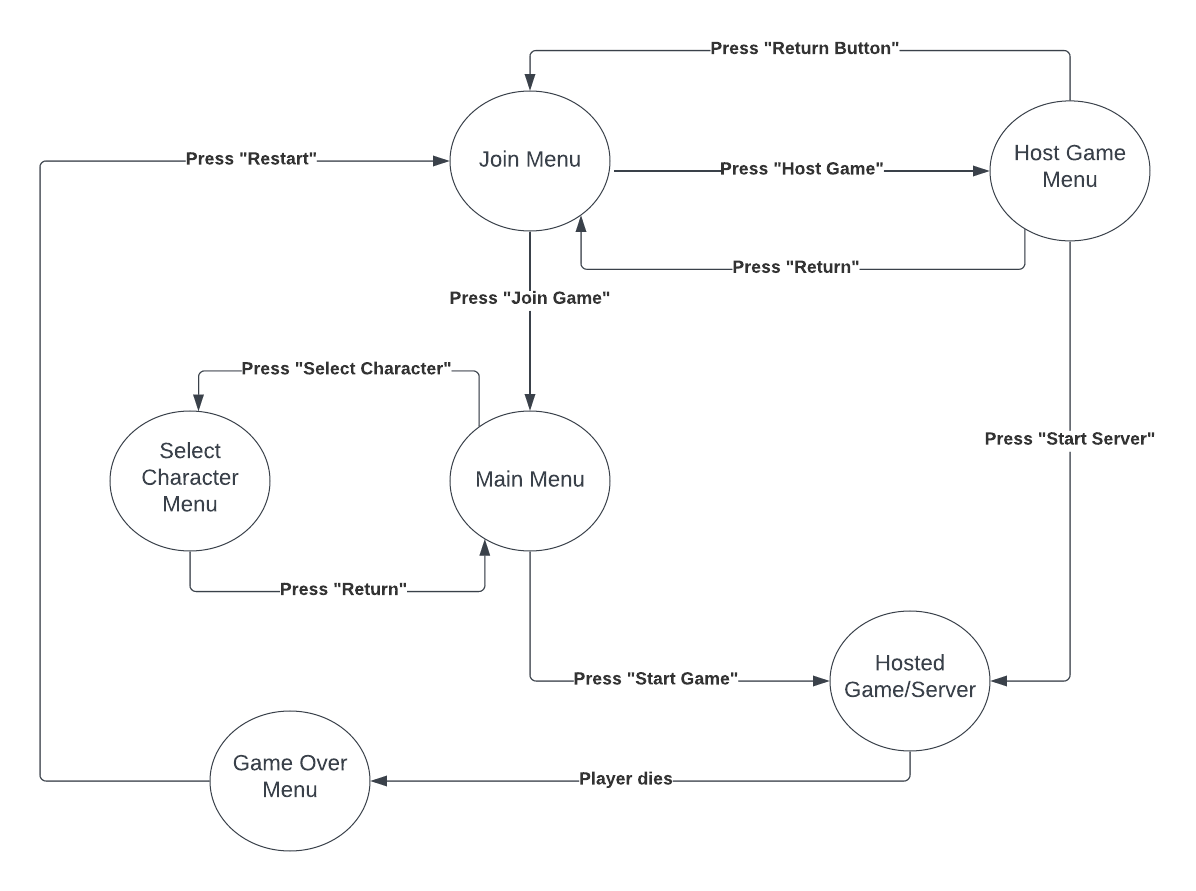 Press "Return Button"
Join Menu
Host Game
Menu
Press "Restart"
Press "Host Game"
Press "Return"
Press "Join Game"
Press "Select Character"
Press "Start Server"
Select
Character
Menu
Main Menu
Press "Return"
Press "Start Game"
Hosted
Game/Server
Game Over
Menu
Player dies